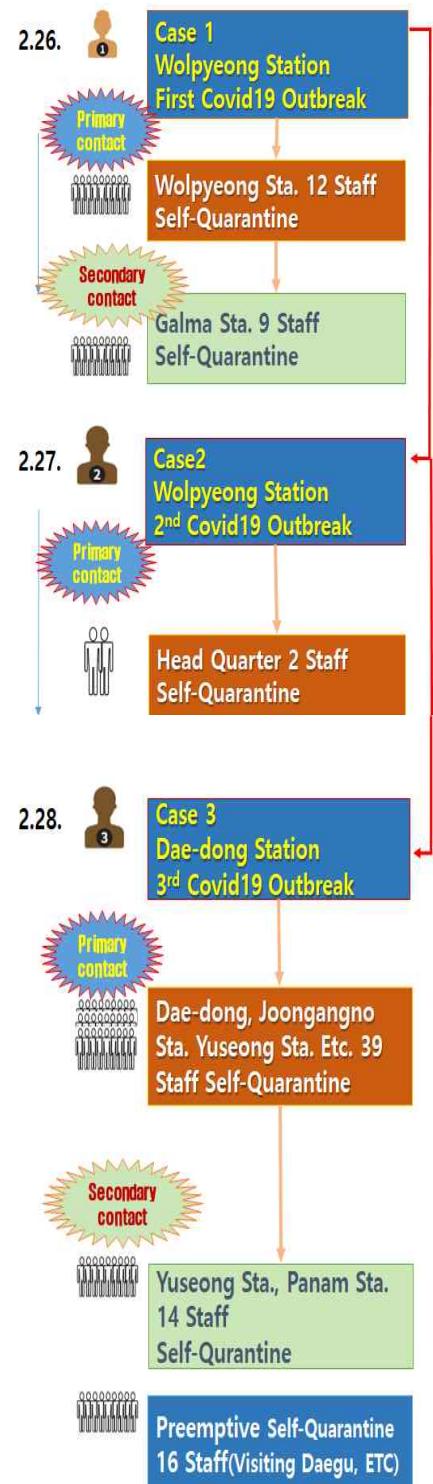 2.26.
1
Case 1
Wolpyeong Station
First Covid19 Outbreak
Primary
contact
Wolpyeong Sta. 12 Staff
Self-Quarantine
Secondary
contact
Galma Sta. 9 Staff
Self-Quarantine
2.27.
2
Case2
Wolpyeong Station
2nd Covid19 Outbreak
Primary
contact
Head Quarter 2 Staff
Self-Quarantine
2.28.
3
Case 3
Dae-dong Station
3rd Covid19 Outbreak
Primary
contact
Dae-dong, Joongangno
Sta. Yuseong Sta. Etc. 39
Staff Self-Quarantine
Secondary
contact
Yuseong Sta., Panam Sta.
14 Staff
Self-Qurantine
Preemptive Self-Quarantine
16 Staff(Visiting Daegu, ETC)